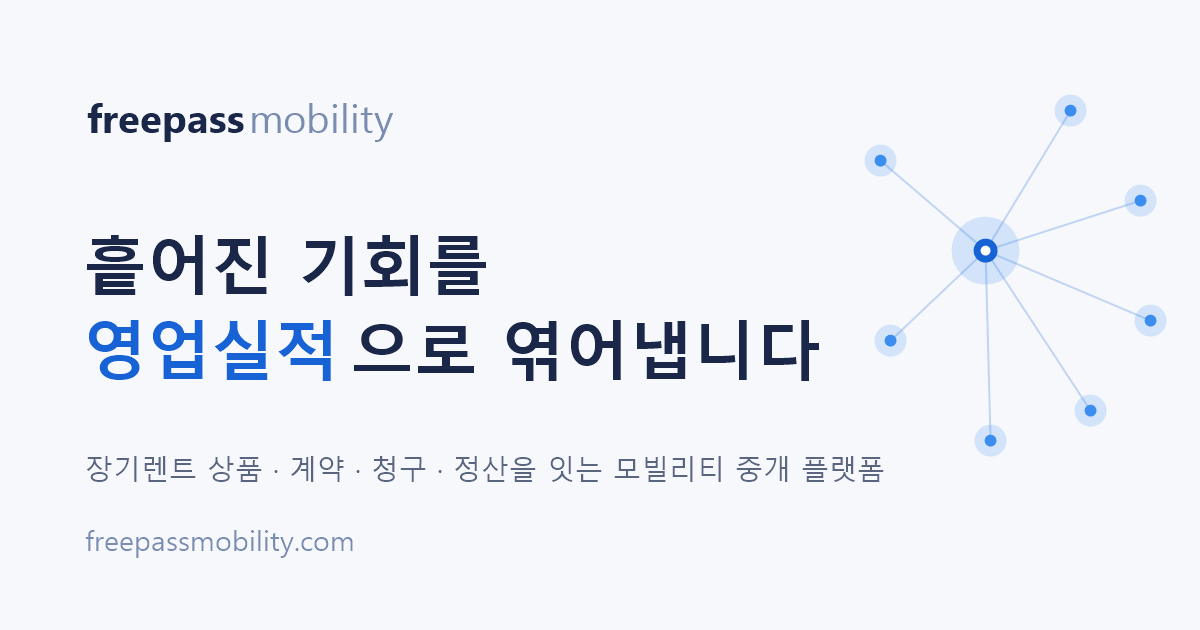 freepass mobility
흩어진 기회를
영업실적으로 엮어냅니다
장기렌트 상품 · 계약 · 청구 · 정산을 잇는 모빌리티 중개 플랫폼
freepassmobility.com